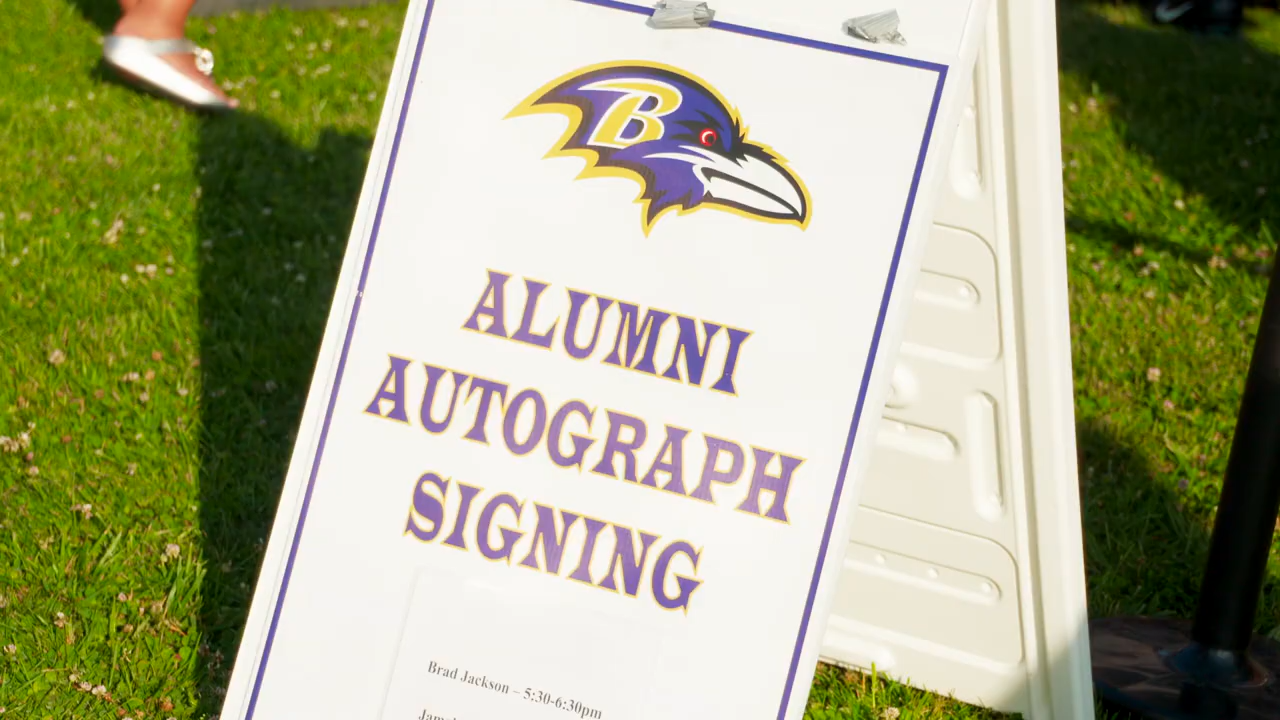 B
ALUMNI
AUTOGRAPH
SIGNING
Brad Jackson – 5:30-6:30pm